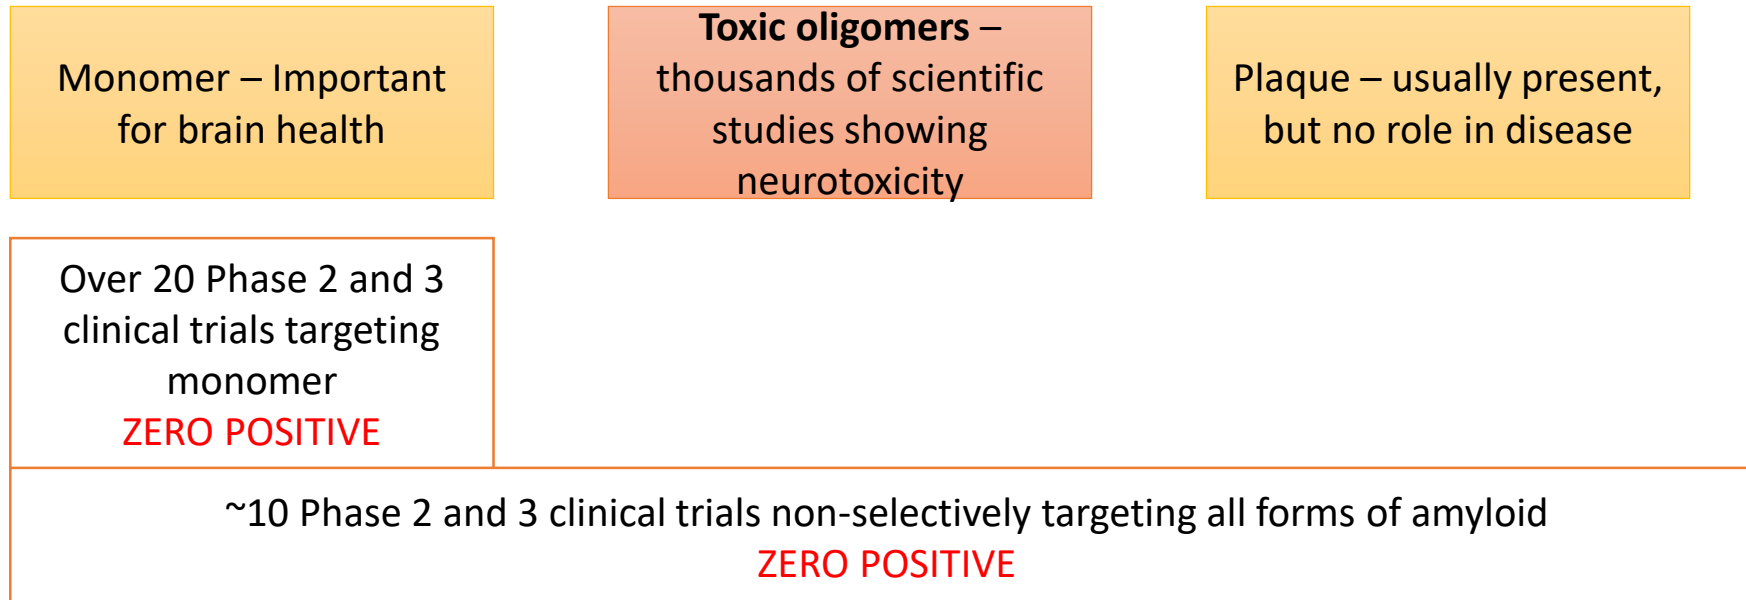 Monomer – Important
for brain health
Toxic oligomers –
thousands of scientific
studies showing
neurotoxicity
Plaque – usually present,
but no role in disease
Over 20 Phase 2 and 3
clinical trials targeting
monomer
ZERO POSITIVE
~10 Phase 2 and 3 clinical trials non-selectively targeting all forms of amyloid
ZERO POSITIVE